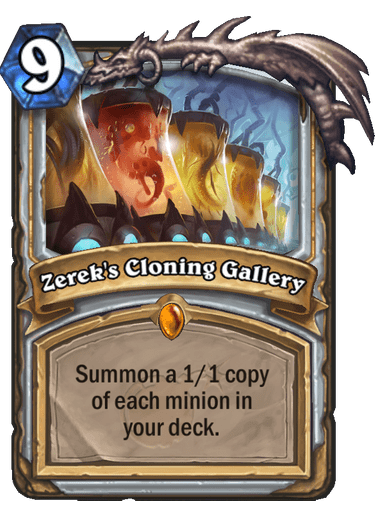 9
Zerek's Cloning Gallery
Summon a 1/1 copy
of each minion in
your deck.